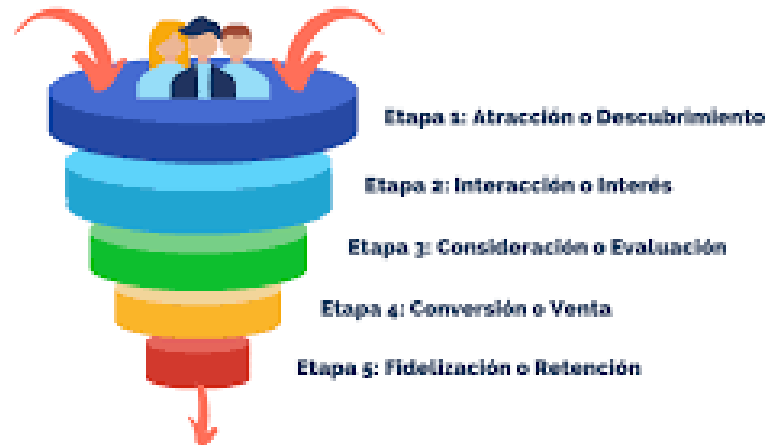 Etapa 1: Atracción o Descubrimiento
Etapa 2: Interacción o Interés
Etapa 3: Consideración o Evaluación
Etapa 4: Conversión o Venta
Etapa 5: Fidelización o Retención